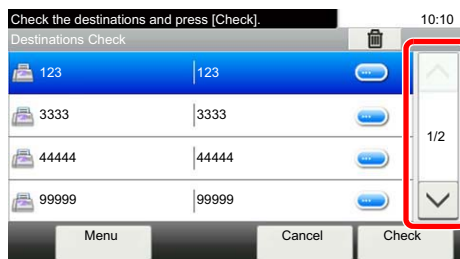 Check the destinations and press [Check]. 10:10
Destinations Check
123 123
3333 3333
1/2
44444 44444
99999 99999
Menu Cancel Check